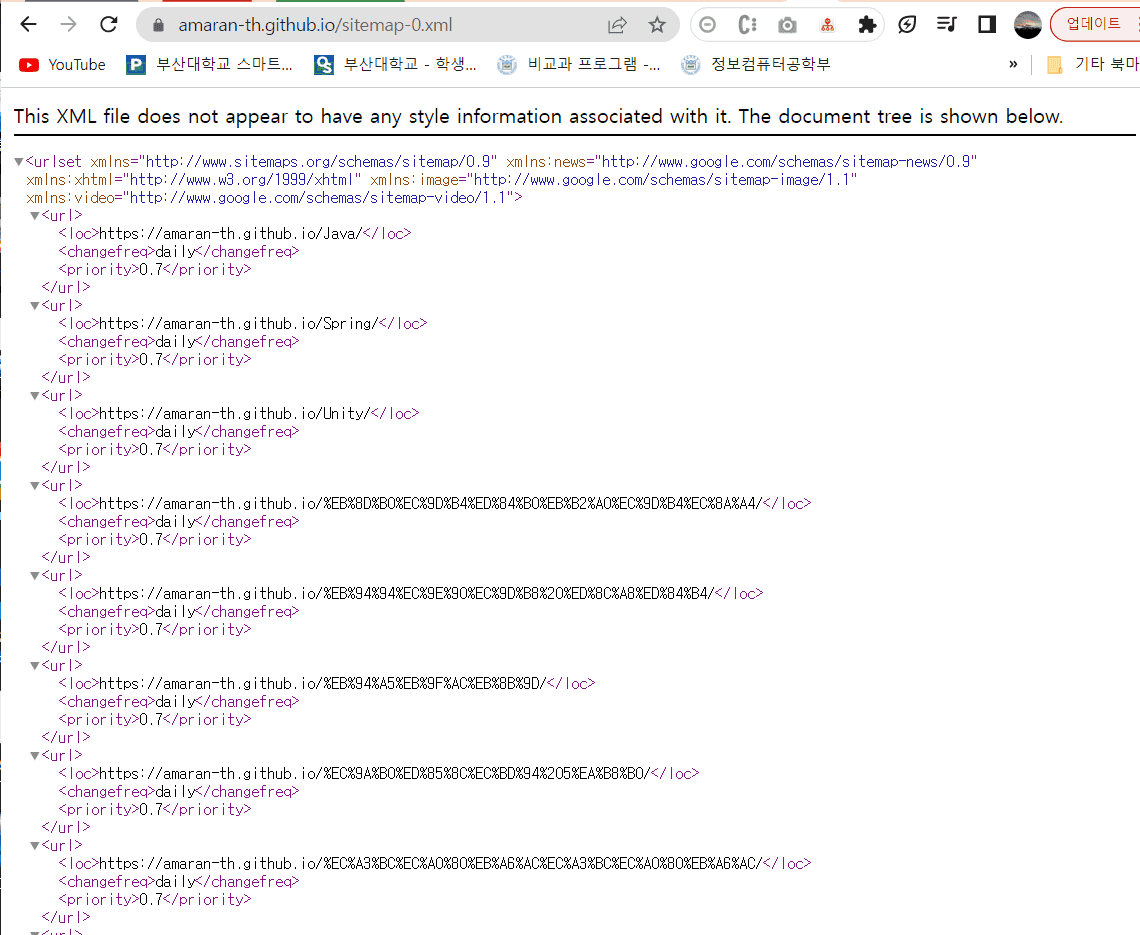 amaran-th.github.io/sitemap-0.xml
업데이트
YouTube
부산대학교 스마트...
부산대학교 - 학생...
비교과 프로그램 -...
정보컴퓨터공학부
»
기타 북마
This XML file does not appear to have any style information associated with it. The document tree is shown below.
▼<urlset xmlns="http://www.sitemaps.org/schemas/sitemap/0.9" xmlns:news="http://www.google.com/schemas/sitemap-news/0.9"
xmlns:xhtml="http://www.w3.org/1999/xhtml" xmlns:image="http://www.google.com/schemas/sitemap-image/1.1"
xmlns:video="http://www.google.com/schemas/sitemap-video/1.1">
▼<url>
<loc>https://amaran-th.github.io/Java/</loc>
<changefreq>daily</changefreq>
<priority>0.7</priority>
</url>
▼<url>
<loc>https://amaran-th.github.io/Spring/</loc>
<changefreq>daily</changefreq>
<priority>0.7</priority>
</url>
▼<url>
<loc>https://amaran-th.github.io/Unity/</loc>
<changefreq>daily</changefreq>
<priority>0.7</priority>
</url>
▼<url>
<loc>https://amaran-th.github.io/%EB%8D%B0%EC%9D%B4%ED%84%B0%EB%B2%A0%EC%9D%B4%EC%8A%A4/</loc>
<changefreq>daily</changefreq>
<priority>0.7</priority>
</url>
▼<url>
<loc>https://amaran-th.github.io/%EB%94%94%EC%9E%90%EC%9D%B8%20%ED%8C%A8%ED%84%B4/</loc>
<changefreq>daily</changefreq>
<priority>0.7</priority>
</url>
▼<url>
<loc>https://amaran-th.github.io/%EB%94%A5%EB%9F%AC%EB%8B%9D/</loc>
<changefreq>daily</changefreq>
<priority>0.7</priority>
</url>
▼<url>
<loc>https://amaran-th.github.io/%EC%9A%B0%ED%85%8C%EC%BD%94%205%EA%B8%B0/</loc>
<changefreq>daily</changefreq>
<priority>0.7</priority>
</url>
▼<url>
<loc>https://amaran-th.github.io/%EC%A3%BC%EC%A0%80%EB%A6%AC%EC%A3%BC%EC%A0%80%EB%A6%AC/</loc>
<changefreq>daily</changefreq>
<priority>0.7</priority>
</url>
▼<url>